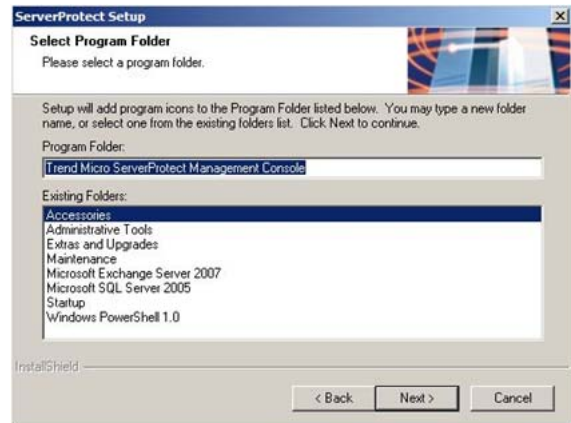 ServerProtect Setup
Select Program Folder
Please select a program folder.
Setup will add program icons to the Program Folder listed below. You may type a new folder
name, or select one from the existing folders list. Click Next to continue.
Program Folder:
Trend Micro ServerProtect Management Console
Existing Folders:
Accessories
Administrative Tools
Extras and Upgrades
Maintenance
Microsoft Exchange Server 2007
Microsoft SQL Server 2005
Startup
Windows PowerShell 1.0
InstallShield
< Back
Next >
Cancel